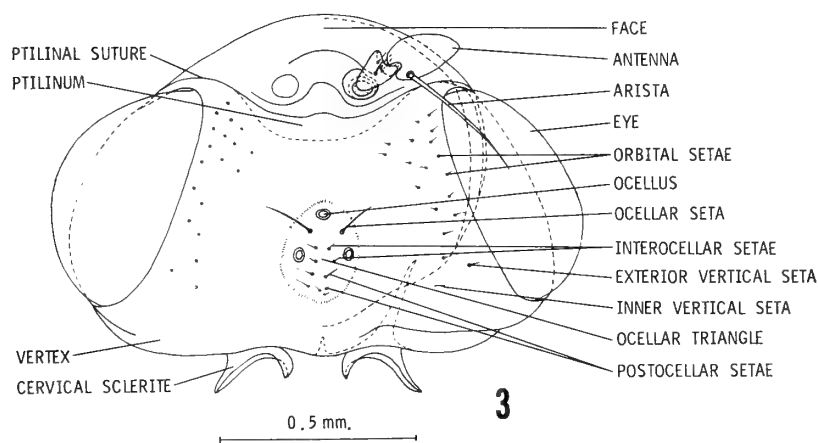 PTILINAL SUTURE
PTILINUM
VERTEX
CERVICAL SCLERITE
FACE
ANTENNA
ARISTA
EYE
ORBITAL SETAE
OCELLUS
OCELLAR SETA
INTEROCELLAR SETAE
EXTERIOR VERTICAL SETA
INNER VERTICAL SETA
OCELLAR TRIANGLE
POSTOCELLAR SETAE
3
0.5 mm.